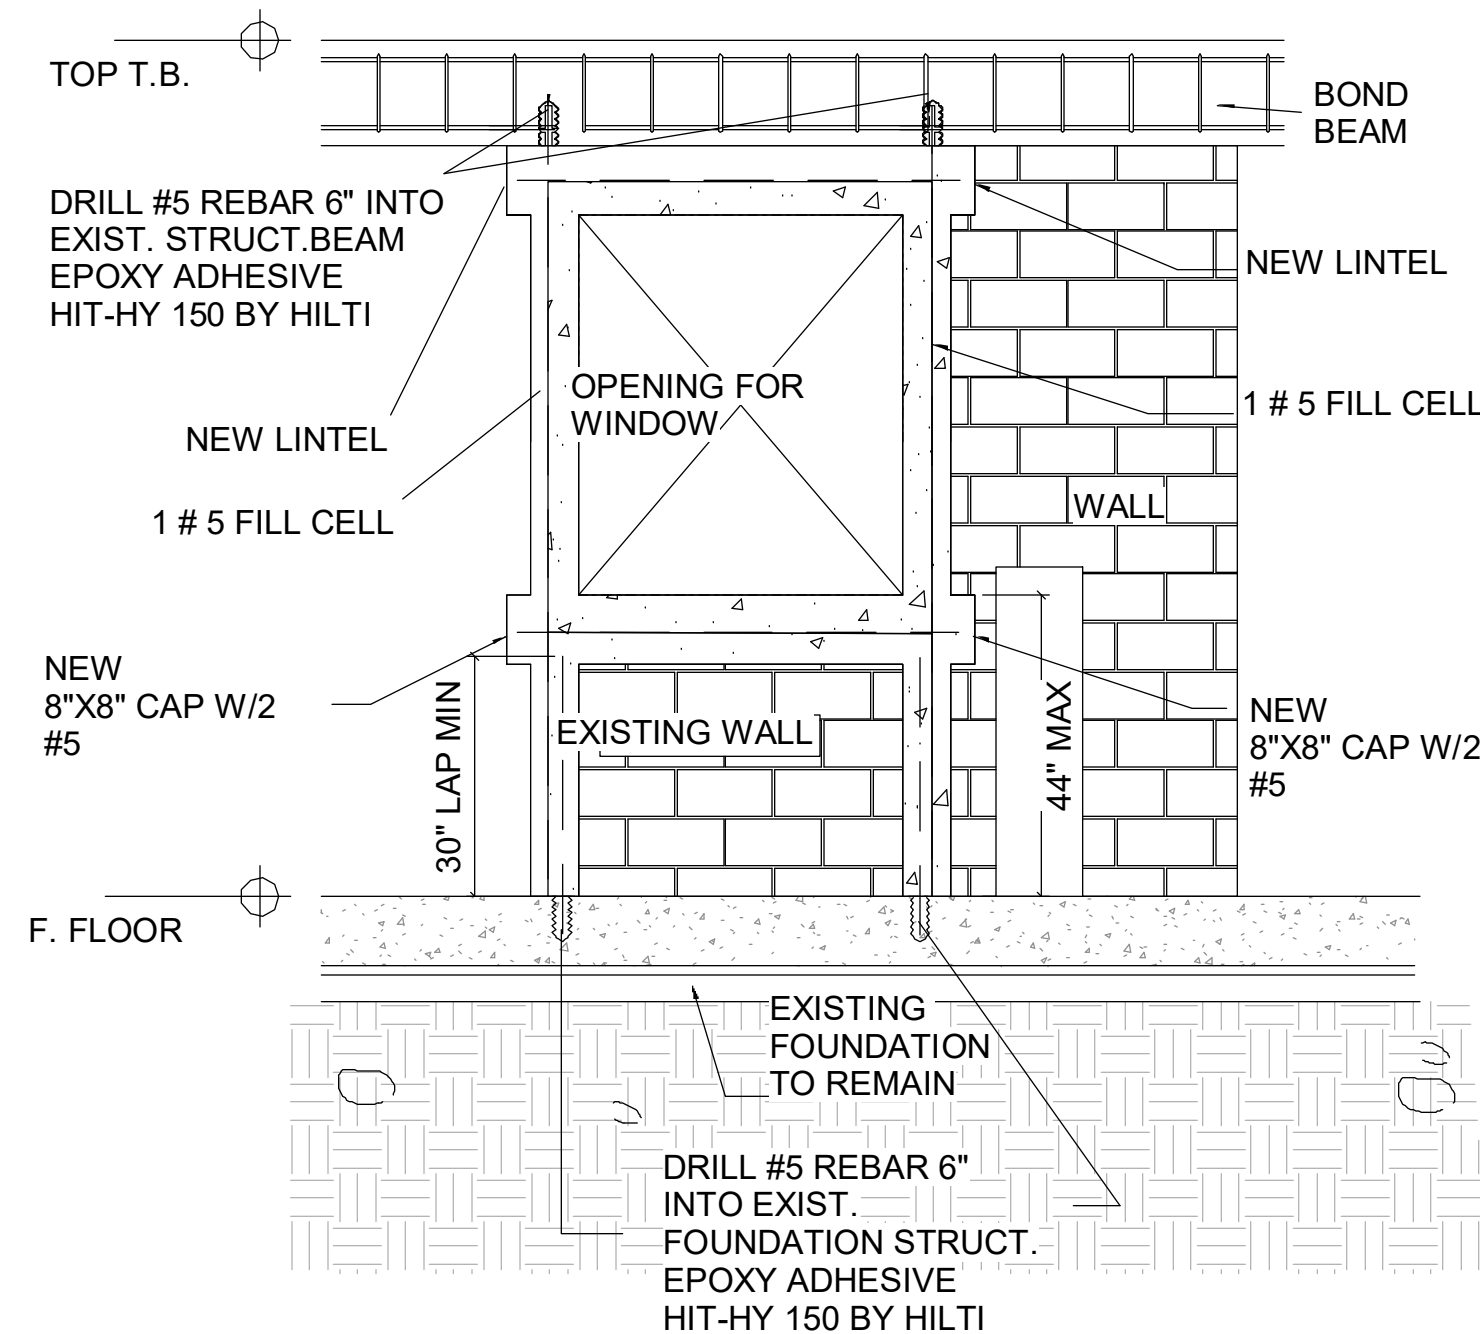 TOP T.B.
BOND
BEAM
DRILL #5 REBAR 6" INTO
EXIST. STRUCT.BEAM
EPOXY ADHESIVE
HIT-HY 150 BY HILTI
NEW LINTEL
OPENING FOR
WINDOW
1 # 5 FILL CELL
NEW LINTEL
1 # 5 FILL CELL
WALL
NEW
8"X8" CAP W/2
#5
30" LAP MIN
EXISTING WALL
44" MAX
NEW
8"X8" CAP W/2
#5
F. FLOOR
EXISTING
FOUNDATION
TO REMAIN
DRILL #5 REBAR 6"
INTO EXIST.
FOUNDATION STRUCT.
EPOXY ADHESIVE
HIT-HY 150 BY HILTI